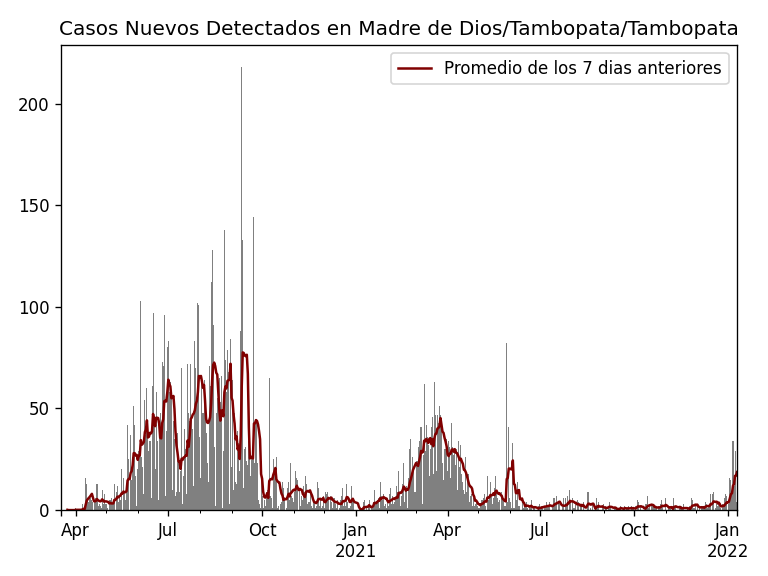 Casos Nuevos Detectados en Madre de Dios/Tambopata/Tambopata
Promedio de los 7 dias anteriores
200
150
100
50
0
Apr Jul Oct Jan Apr Jul Oct Jan
2021 2022